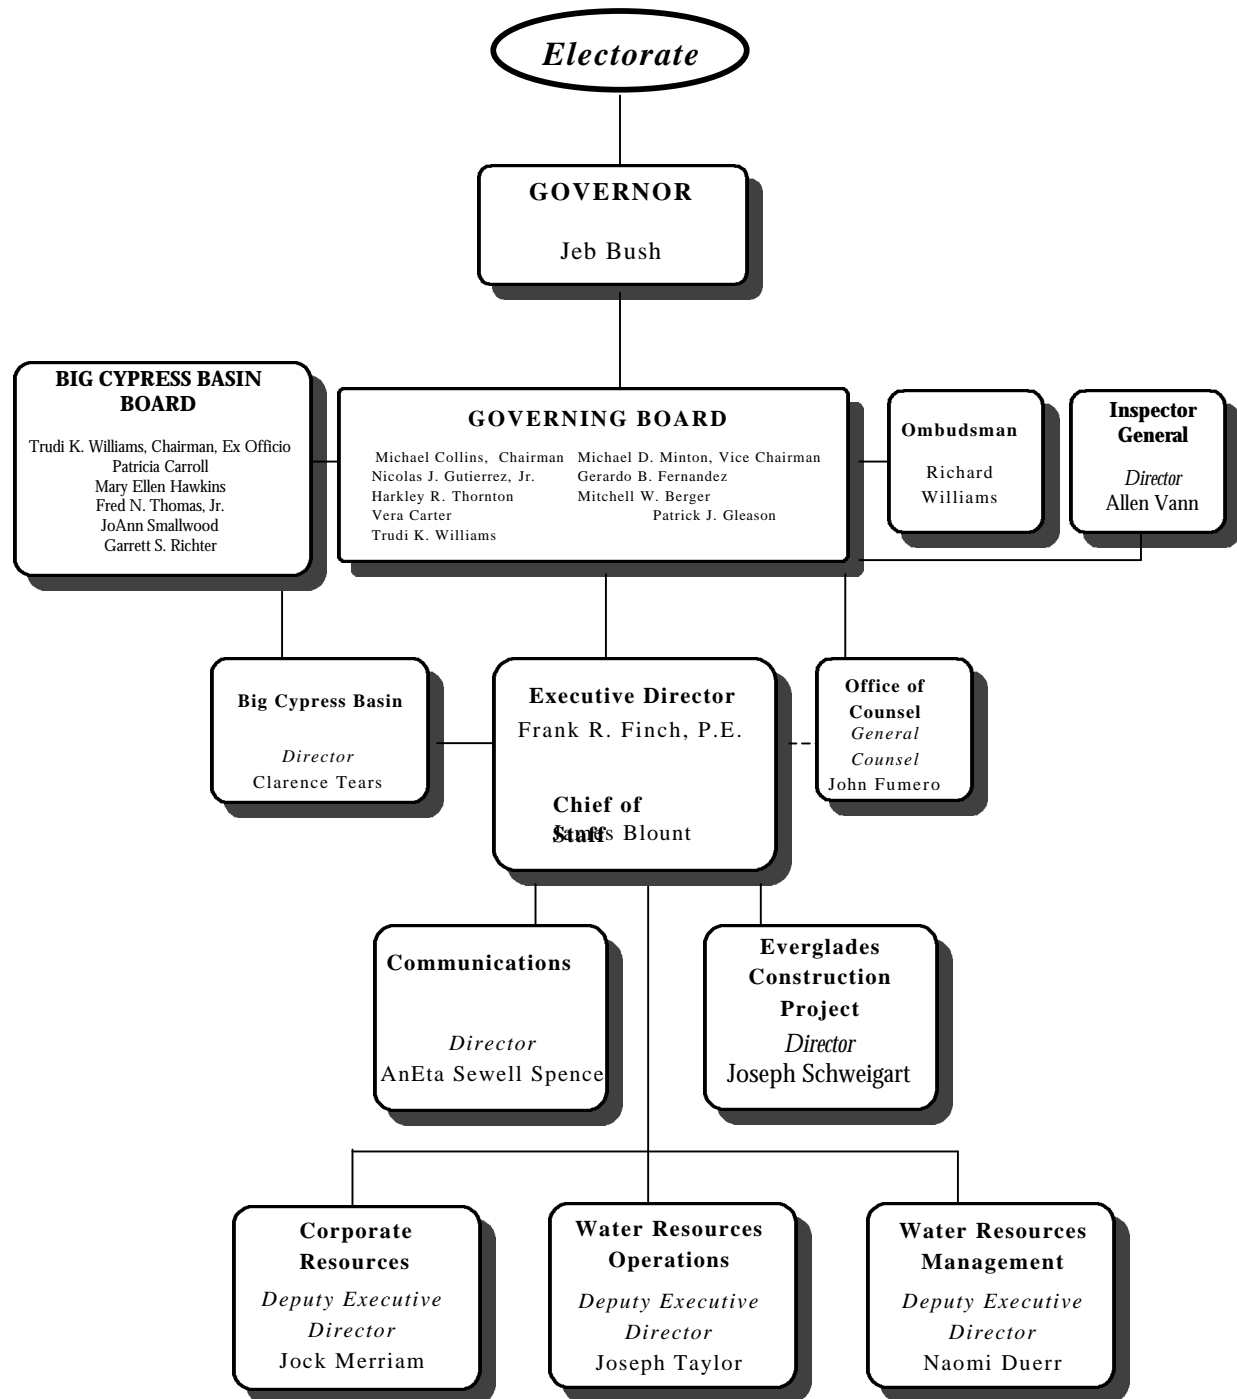 Electorate
GOVERNOR
Jeb Bush
BIG CYPRESS BASIN
BOARD
Trudi K. Williams, Chairman, Ex Officio
Patricia Carroll
Mary Ellen Hawkins
Fred N. Thomas, Jr.
JoAnn Smallwood
Garrett S. Richter
GOVERNING BOARD
Michael Collins, Chairman Michael D. Minton, Vice Chairman
Nicolas J. Gutierrez, Jr. Gerardo B. Fernandez
Harkley R. Thornton Mitchell W. Berger
Vera Carter Patrick J. Gleason
Trudi K. Williams
Ombudsman
Richard
Williams
Inspector
General
Director
Allen Vann
Big Cypress Basin
Director
Clarence Tears
Executive Director
Frank R. Finch, P.E.
Chief of
Staff
James Blount
Office of
Counsel
General
Counsel
John Fumero
Communications
Director
AnEta Sewell Spence
Everglades
Construction
Project
Director
Joseph Schweigart
Corporate
Resources
Deputy Executive
Director
Jock Merriam
Water Resources
Operations
Deputy Executive
Director
Joseph Taylor
Water Resources
Management
Deputy Executive
Director
Naomi Duerr